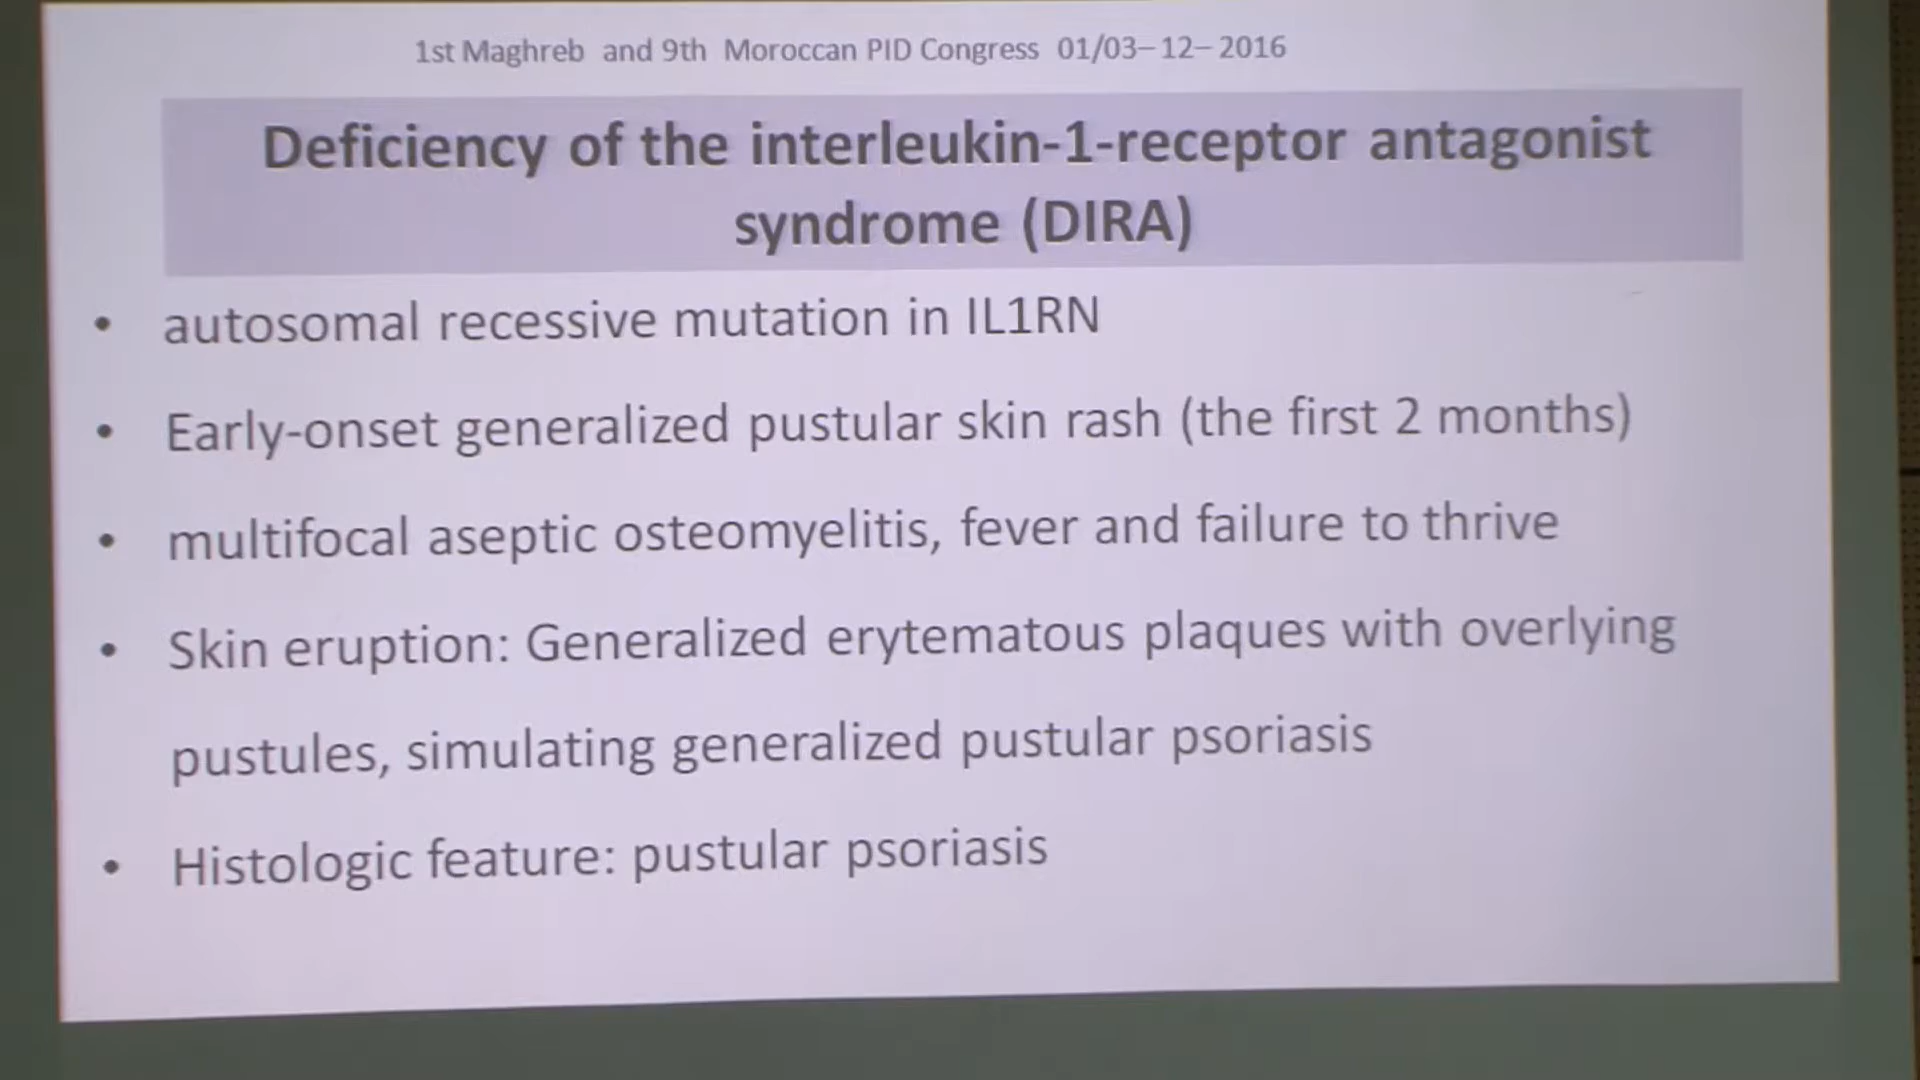 1st Maghreb and 9th Moroccan PID Congress 01/03–12–2016
Deficiency of the interleukin-1-receptor antagonist
syndrome (DIRA)
• autosomal recessive mutation in IL1RN
• Early-onset generalized pustular skin rash (the first 2 months)
• multifocal aseptic osteomyelitis, fever and failure to thrive
• Skin eruption: Generalized erytematous plaques with overlying
pustules, simulating generalized pustular psoriasis
• Histologic feature: pustular psoriasis